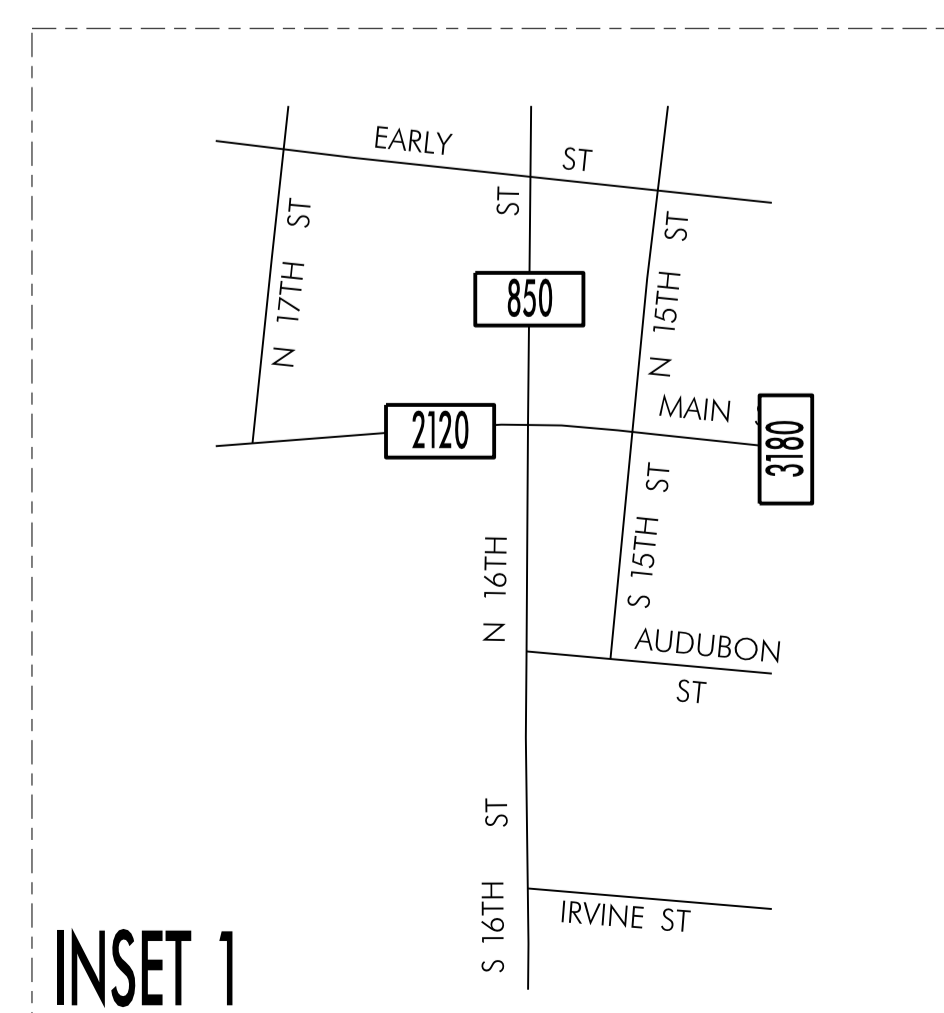 EARLY ST
N 17TH ST
ST
850
N 15TH ST
MAIN
2120
3180
S 15TH ST
N 16TH
AUDUBON
ST
S 16TH ST
IRVINE ST
INSET 1